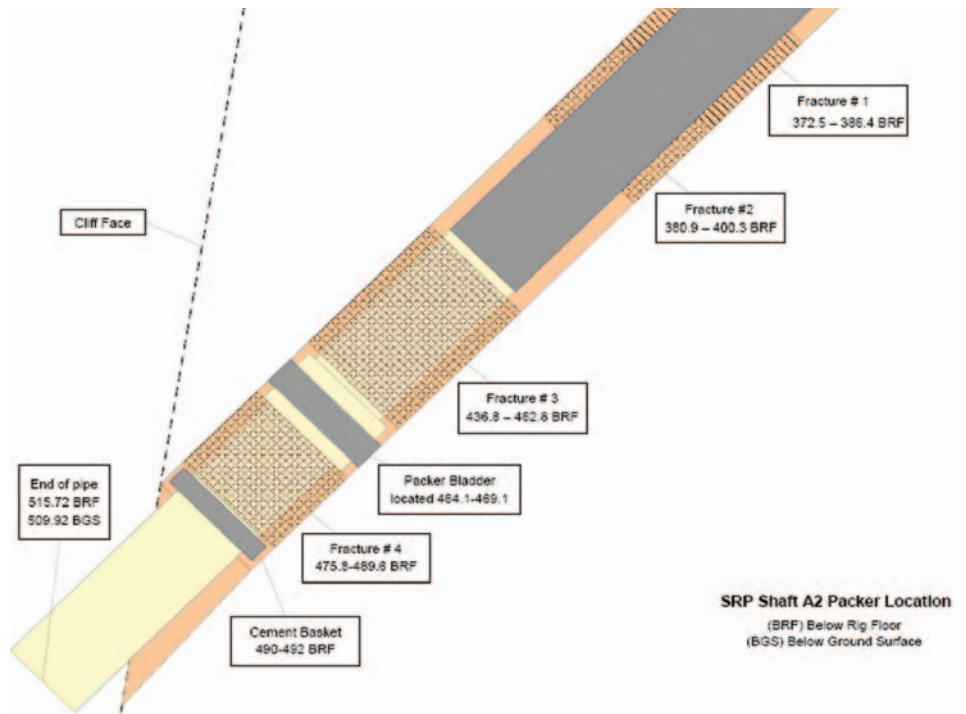 Fracture # 1
372.5 – 386.4 BRF
Fracture #2
380.9 – 400.3 BRF
Cliff Face
Fracture # 3
436.8 – 462.8 BRF
Packer Bladder
located 464.1-469.1
End of pipe
515.72 BRF
509.92 BGS
Fracture # 4
475.8-489.6 BRF
Cement Basket
490-492 BRF
SRP Shaft A2 Packer Location
(BRF) Below Rig Floor
(BGS) Below Ground Surface